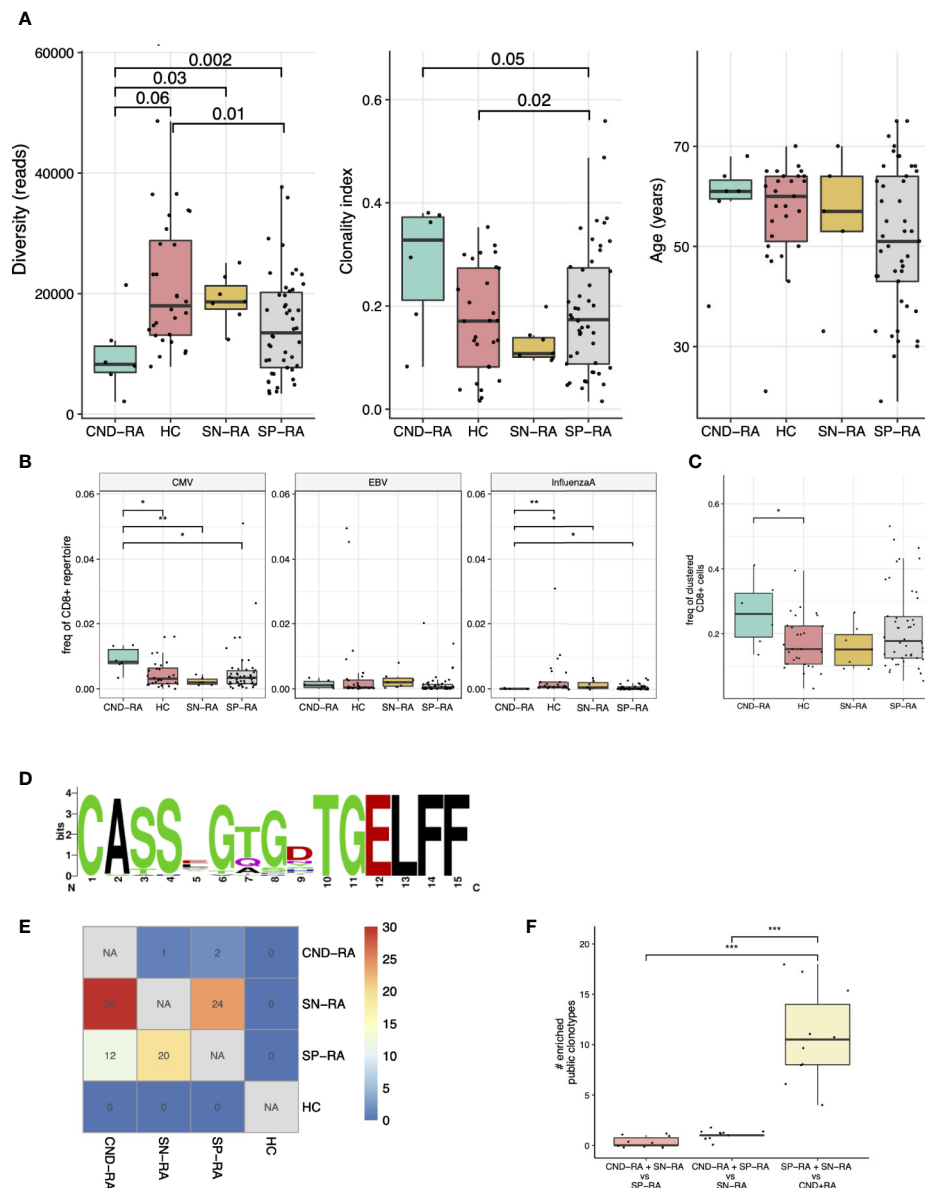 A
60000
40000
20000
0
Diversity (reads)
0.002
0.03
0.06
0.01
CND-RA HC SN-RA SP-RA
0.6
0.4
0.2
0.0
Clonality index
0.05
0.02
CND-RA HC SN-RA SP-RA
70
50
30
Age (years)
CND-RA HC SN-RA SP-RA
B
CMV EBV InfluenzaA
freq of CD8+ repertoire
0.06
0.04
0.02
0.00
*
**
*
CND-RA HC SN-RA SP-RA
0.06
0.04
0.02
0.00
CND-RA HC SN-RA SP-RA
0.06
0.04
0.02
0.00
**
*
*
CND-RA HC SN-RA SP-RA
C
freq of clustered
CD8+ cells
0.6
0.4
0.2
*
CND-RA HC SN-RA SP-RA
D
bits
4
3
2
1
0
CASS GTGDTGELFF
Q
A
N 1 2 3 4 5 6 7 8 9 10 11 12 13 14 15 C
E
NA 1 2 0 CND-RA
30 NA 24 0 SN-RA
12 20 NA 0 SP-RA
0 0 0 NA HC
CND-RA SN-RA SP-RA HC
30
25
20
15
10
5
0
F
# enriched
public clonotypes
20
15
10
5
0
***
***
CND-RA + SN-RA CND-RA + SP-RA SP-RA + SN-RA
vs vs vs
SP-RA SN-RA CND+RA